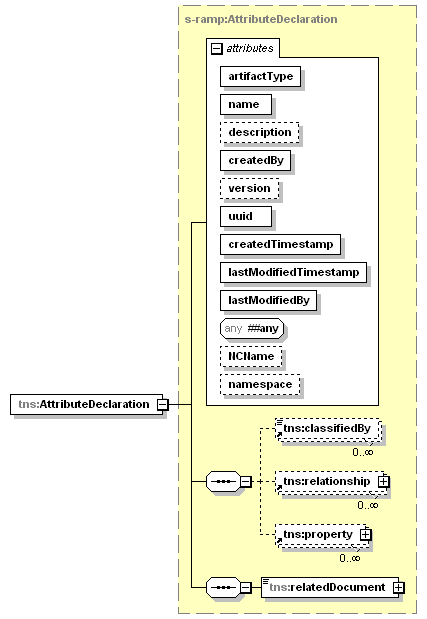 s-ramp:AttributeDeclaration
attributes
artifactType
name
description
createdBy
version
uuid
createdTimestamp
lastModifiedTimestamp
lastModifiedBy
any ##any
NCName
namespace
tns:AttributeDeclaration
tns:classifiedBy
0..∞
tns:relationship
0..∞
tns:property
0..∞
tns:relatedDocument